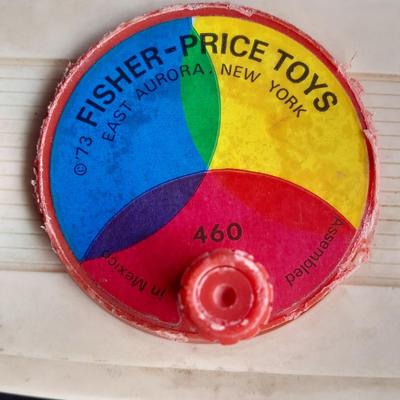 FISHER-PRICE TOYS
©'73 EAST AURORA, NEW YORK
460
Assembled
in Mexico